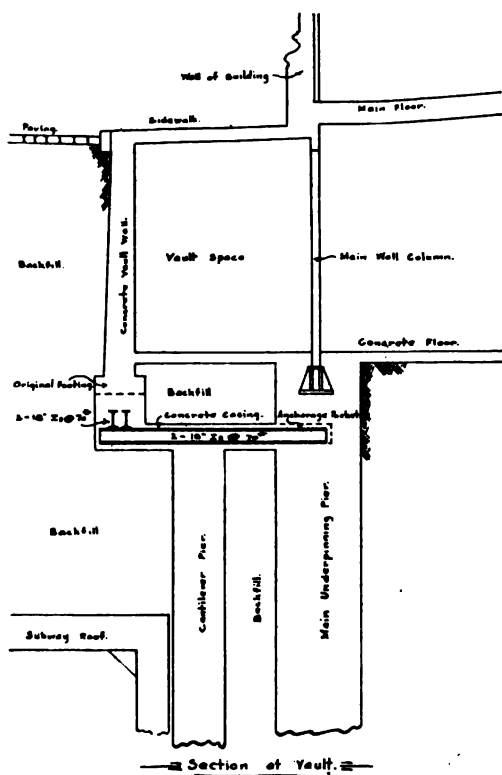 Wall of Building
Main Floor.
Sidewalk.
Paving
Concrete Vault Wall.
Backfill.
Vault Space
Main Wall Column.
Concrete Floor.
Original Footing
Backfill
Concrete Casing.
Anchorage
Backfill
Cantilever Pier.
Backfill.
Main Underpinning Pier.
Subway Roof.
Section at Vault.